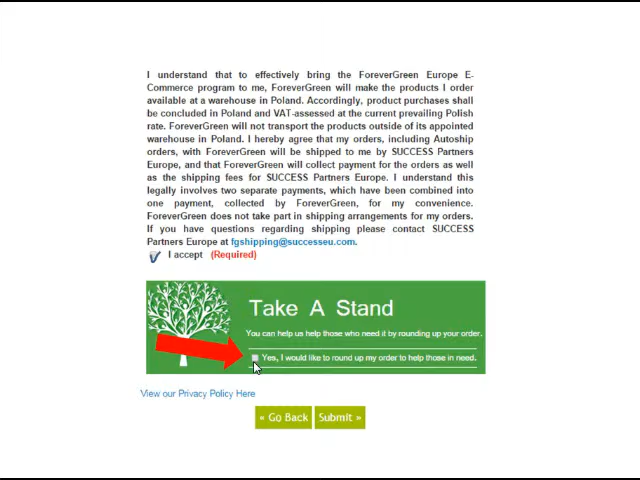 I understand that to effectively bring the ForeverGreen Europe E-
Commerce program to me, ForeverGreen will make the products I order
available at a warehouse in Poland. Accordingly, product purchases shall
be concluded in Poland and VAT-assessed at the current prevailing Polish
rate. ForeverGreen will not transport the products outside of its appointed
warehouse in Poland. I hereby agree that my orders, including Autoship
orders, with ForeverGreen will be shipped to me by SUCCESS Partners
Europe, and that ForeverGreen will collect payment for the orders as well
as the shipping fees for SUCCESS Partners Europe. I understand this
legally involves two separate payments, which have been combined into
one payment, collected by ForeverGreen, for my convenience.
ForeverGreen does not take part in shipping arrangements for my orders.
If you have questions regarding shipping please contact SUCCESS
Partners Europe at fgshipping@successeu.com.
I accept (Required)
Take A Stand
You can help us help those who need it by rounding up your order.
Yes, I would like to round up my order to help those in need.
View our Privacy Policy Here
« Go Back Submit »